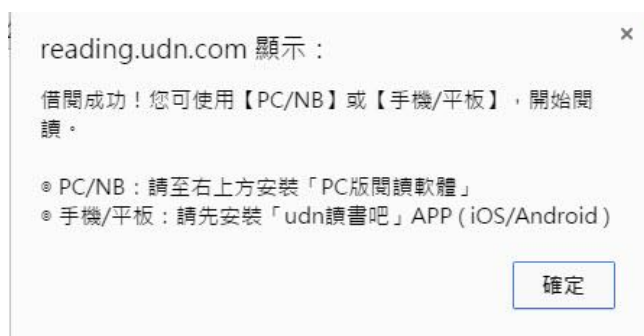 reading.udn.com 顯示：
借閱成功！您可使用【PC/NB】或【手機/平板】，開始閱
讀。
◎ PC/NB：請至右上方安裝「PC版閱讀軟體」
◎ 手機/平板：請先安裝「udn讀書吧」APP ( iOS/Android )
確定